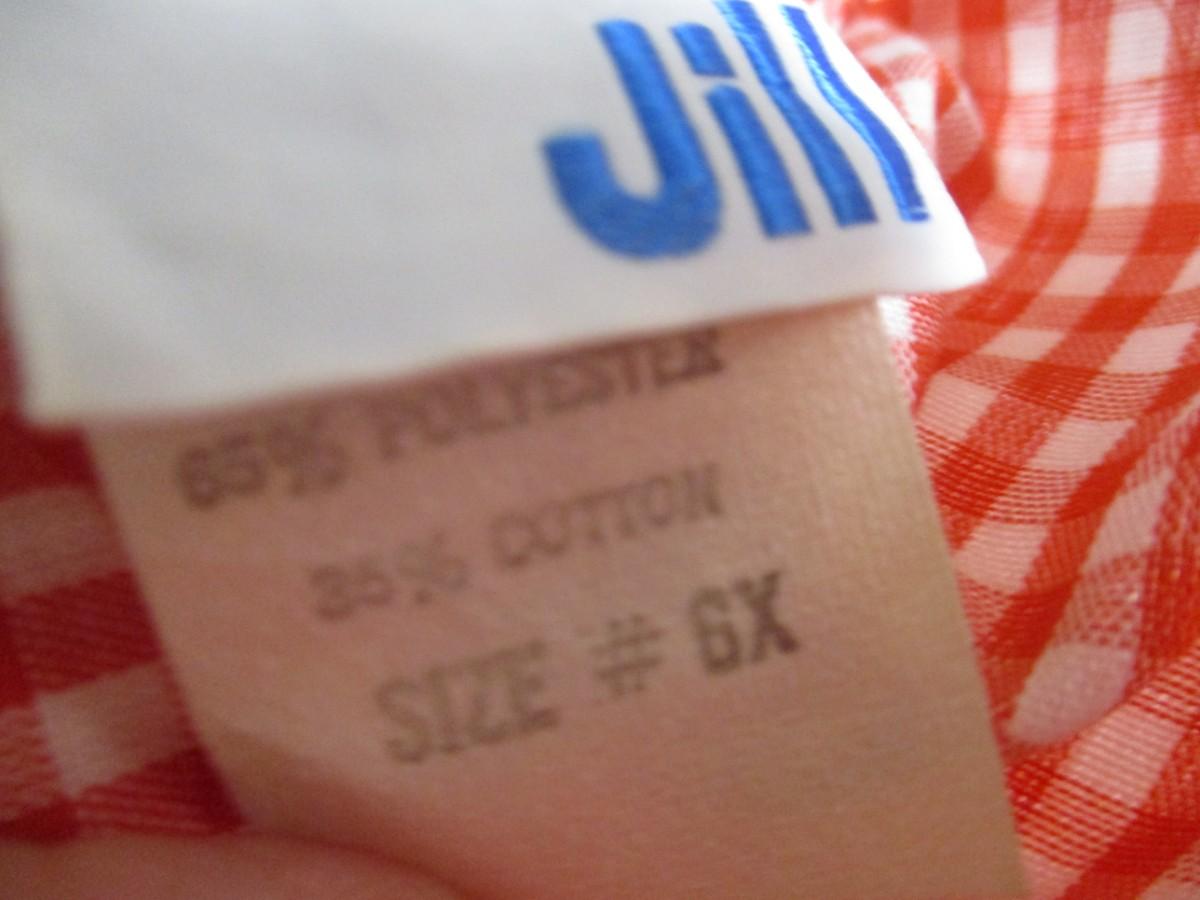 Jill
65% POLYESTER
35% COTTON
SIZE # 6X